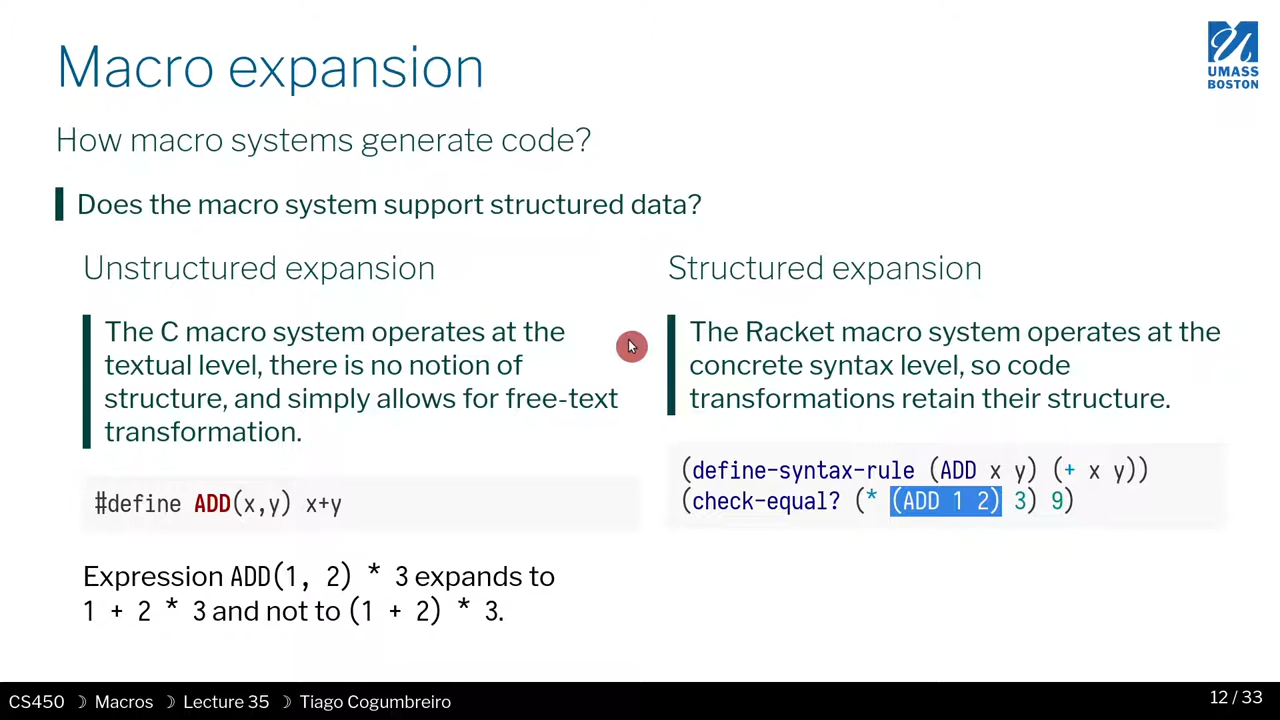 Macro expansion
UMASS
BOSTON
How macro systems generate code?
Does the macro system support structured data?
Unstructured expansion
The C macro system operates at the
textual level, there is no notion of
structure, and simply allows for free-text
transformation.
#define ADD(x,y) x+y
Expression ADD(1, 2) * 3 expands to
1 + 2 * 3 and not to (1 + 2) * 3.
Structured expansion
The Racket macro system operates at the
concrete syntax level, so code
transformations retain their structure.
(define-syntax-rule (ADD x y) (+ x y))
(check-equal? (* (ADD 1 2) 3) 9)
CS450 ☽ Macros ☽ Lecture 35 ☽ Tiago Cogumbreiro
12 / 33